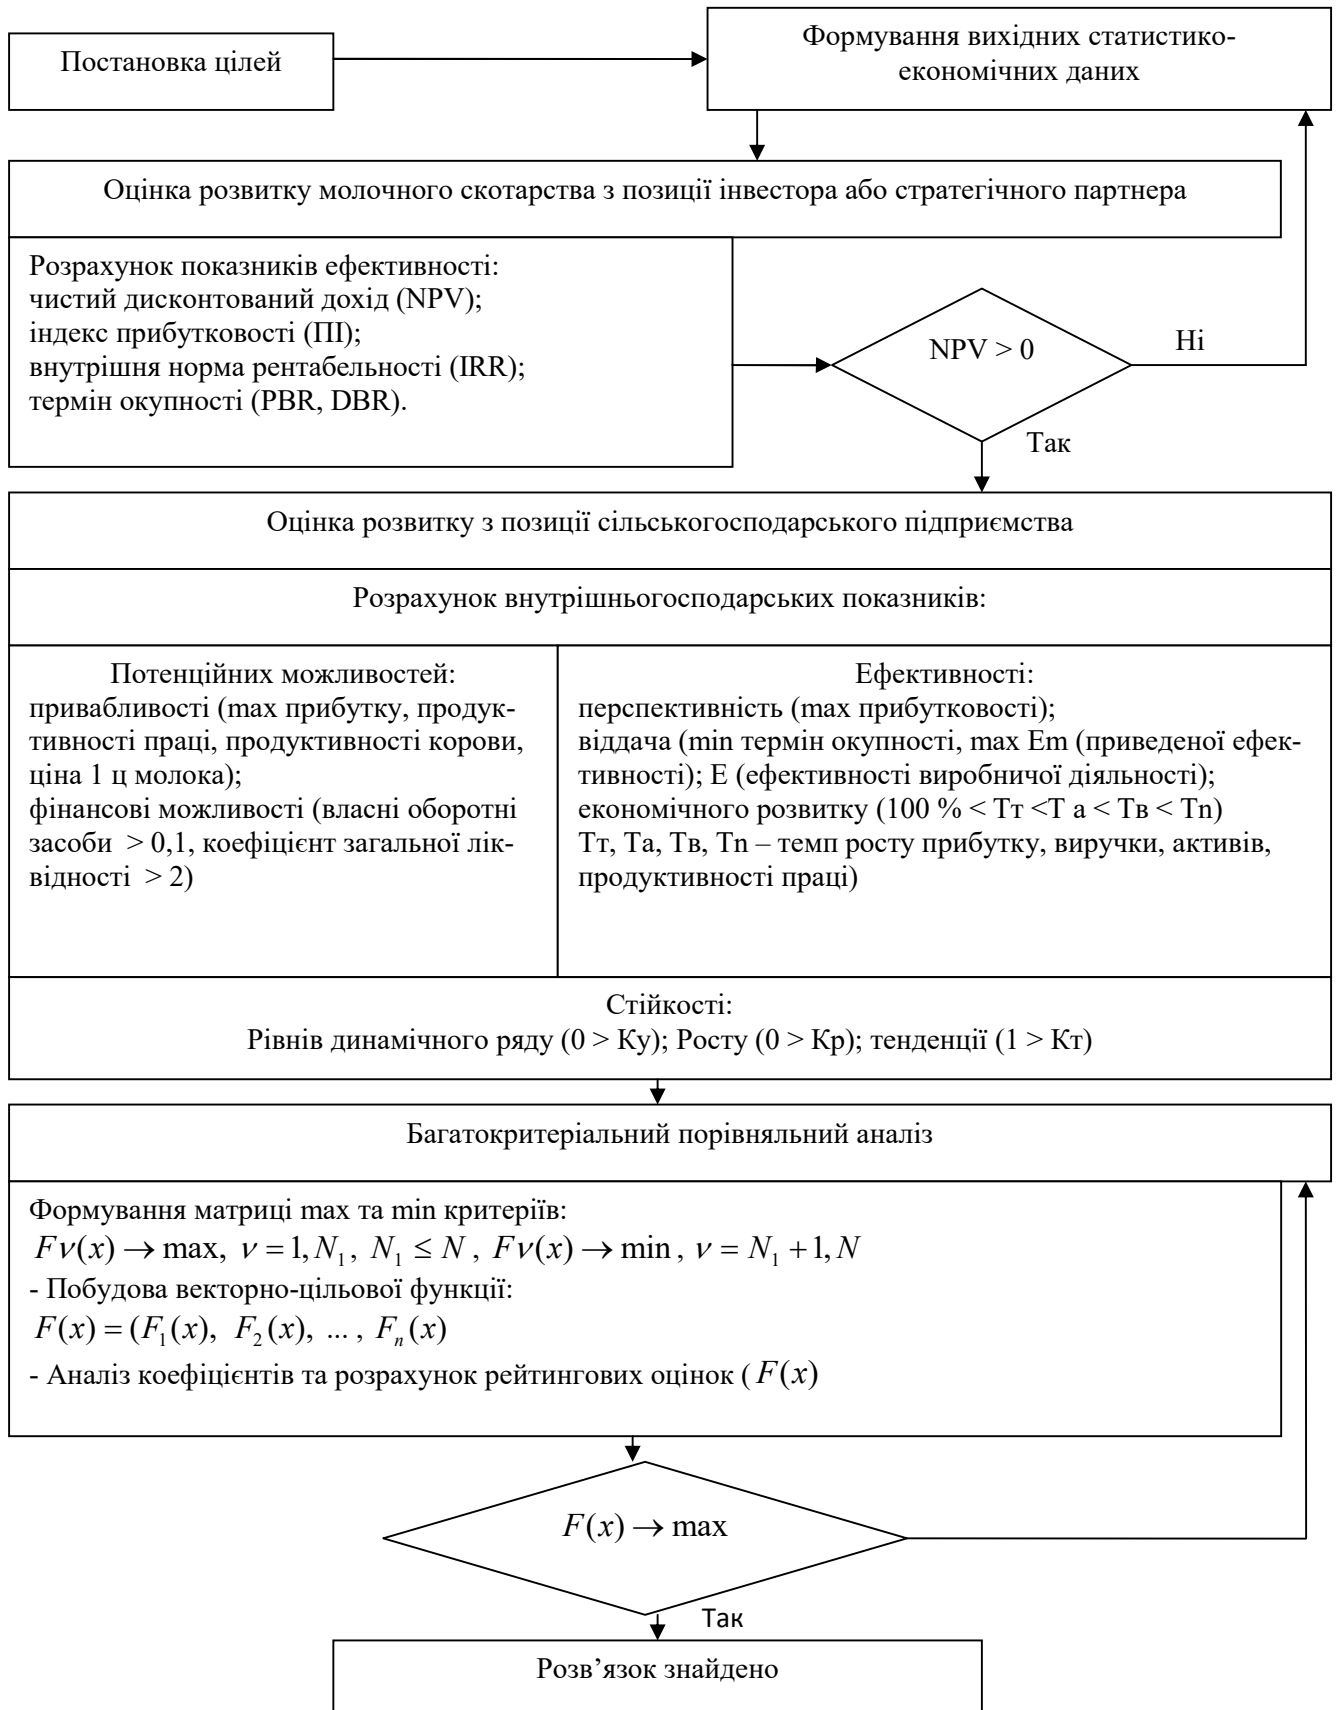 Постановка цілей
Формування вихідних статистико-
економічних даних
Оцінка розвитку молочного скотарства з позиції інвестора або стратегічного партнера
Розрахунок показників ефективності:
чистий дисконтований дохід (NPV);
індекс прибутковості (ПІ);
внутрішня норма рентабельності (IRR);
термін окупності (PBR, DBR).
NPV > 0
Ні
Так
Оцінка розвитку з позиції сільськогосподарського підприємства
Розрахунок внутрішньогосподарських показників:
Потенційних можливостей:
привабливості (max прибутку, продук-
тивності праці, продуктивності корови,
ціна 1 ц молока);
фінансові можливості (власні оборотні
засоби > 0,1, коефіцієнт загальної лік-
відності > 2)
Ефективності:
перспективність (max прибутковості);
віддача (min термін окупності, max Em (приведеної ефек-
тивності); E (ефективності виробничої діяльності);
економічного розвитку (100 % < Тт <Т а < Тв < Тn)
Тт, Та, Тв, Тn – темп росту прибутку, виручки, активів,
продуктивності праці)
Стійкості:
Рівнів динамічного ряду (0 > Ку); Росту (0 > Кр); тенденції (1 > Кт)
Багатокритеріальний порівняльний аналіз
Формування матриці max та min критеріїв:
Fν(x) → max, ν = 1, N₁, N₁ ≤ N , Fν(x) → min , ν = N₁ + 1, N
- Побудова векторно-цільової функції:
F(x) = (F₁(x), F₂(x), ... , Fₙ(x)
- Аналіз коефіцієнтів та розрахунок рейтингових оцінок ( F(x)
F(x) → max
Так
Розв’язок знайдено